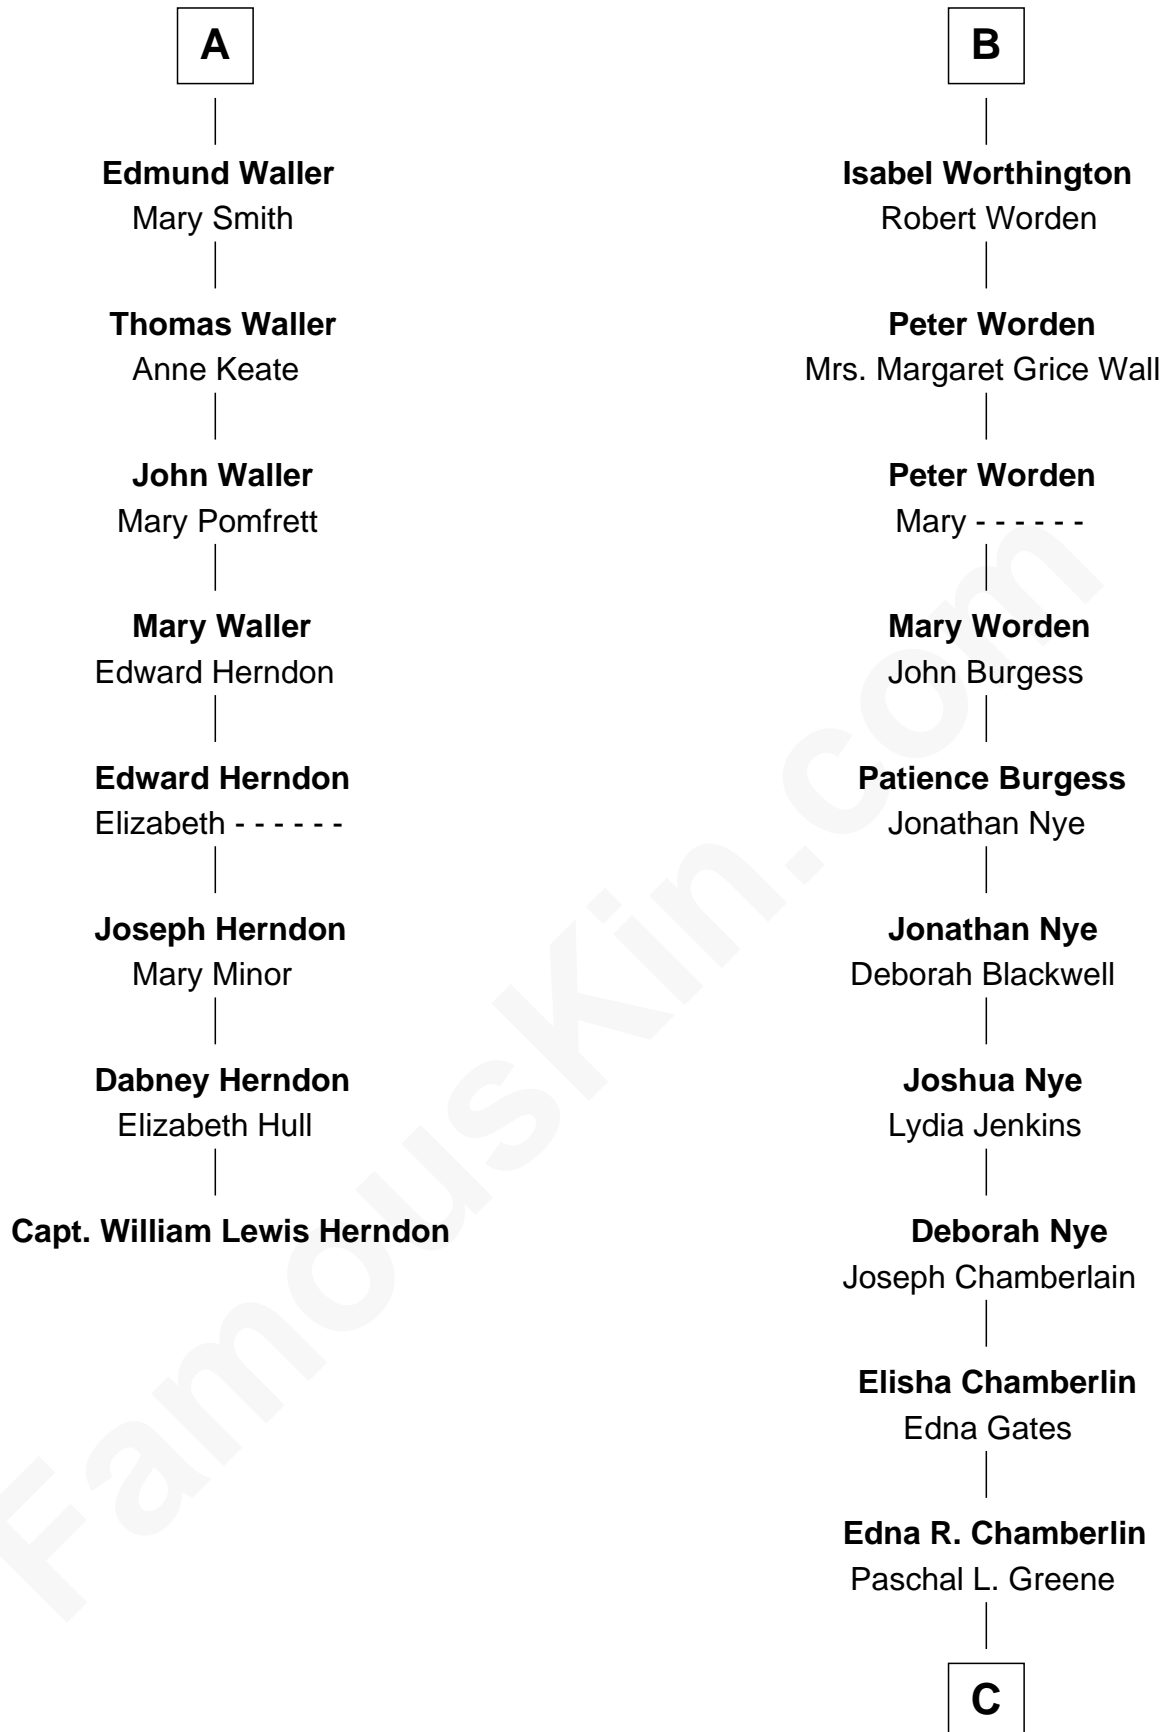 A
Edmund Waller
Mary Smith
Thomas Waller
Anne Keate
John Waller
Mary Pomfrett
Mary Waller
Edward Herndon
Edward Herndon
Elizabeth - - - - - -
Joseph Herndon
Mary Minor
Dabney Herndon
Elizabeth Hull
Capt. William Lewis Herndon
B
Isabel Worthington
Robert Worden
Peter Worden
Mrs. Margaret Grice Wall
Peter Worden
Mary - - - - - -
Mary Worden
John Burgess
Patience Burgess
Jonathan Nye
Jonathan Nye
Deborah Blackwell
Joshua Nye
Lydia Jenkins
Deborah Nye
Joseph Chamberlain
Elisha Chamberlin
Edna Gates
Edna R. Chamberlin
Paschal L. Greene
C
FamousKin.com